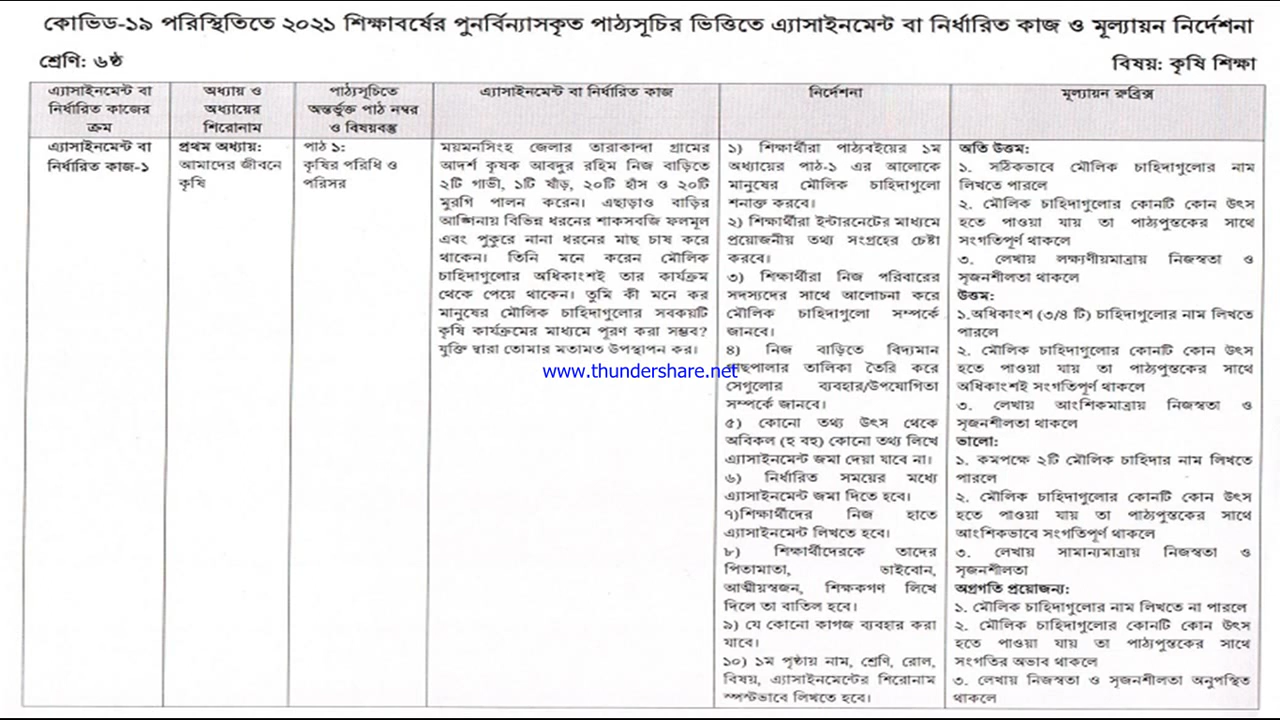 কোভিড-১৯ পরিস্থিতিতে ২০২১ শিক্ষাবর্ষের পুনর্বিন্যাসকৃত পাঠ্যসূচির ভিত্তিতে এ্যাসাইনমেন্ট বা নির্ধারিত কাজ ও মূল্যায়ন নির্দেশনা
শ্রেণি: ৬ষ্ঠ
বিষয়: কৃষি শিক্ষা
এ্যাসাইনমেন্ট বা
নির্ধারিত কাজের
ক্রম
অধ্যায় ও
অধ্যায়ের
শিরোনাম
পাঠ্যসূচিতে
অন্তর্ভুক্ত পাঠ নম্বর
ও বিষয়বস্তু
এ্যাসাইনমেন্ট বা নির্ধারিত কাজ
নির্দেশনা
মূল্যায়ন রুব্রিক্স
এ্যাসাইনমেন্ট বা
নির্ধারিত কাজ-১
প্রথম অধ্যায়:
আমাদের জীবনে
কৃষি
পাঠ ১:
কৃষির পরিধি ও
পরিসর
ময়মনসিংহ জেলার তারাকান্দা গ্রামের
আদর্শ কৃষক আবদুর রহিম নিজ বাড়িতে
২টি গাভী, ১টি ষাঁড়, ২০টি হাঁস ও ২০টি
মুরগি পালন করেন। এছাড়াও বাড়ির
আঙ্গিনায় বিভিন্ন ধরনের শাকসবজি ফলমূল
এবং পুকুরে নানা ধরনের মাছ চাষ করে
থাকেন। তিনি মনে করেন মৌলিক
চাহিদাগুলোর অধিকাংশই তার কার্যক্রম
থেকে পেয়ে থাকেন। তুমি কী মনে কর
মানুষের মৌলিক চাহিদাগুলোর সবকয়টি
কৃষি কার্যক্রমের মাধ্যমে পূরণ করা সম্ভব?
যুক্তি দ্বারা তোমার মতামত উপস্থাপন কর।
www.thundershare.net
১) শিক্ষার্থীরা পাঠ্যবইয়ের ১ম
অধ্যায়ের পাঠ-১ এর আলোকে
মানুষের মৌলিক চাহিদাগুলো
শনাক্ত করবে।
২) শিক্ষার্থীরা ইন্টারনেটের মাধ্যমে
প্রয়োজনীয় তথ্য সংগ্রহের চেষ্টা
করবে।
৩) শিক্ষার্থীরা নিজ পরিবারের
সদস্যদের সাথে আলোচনা করে
মৌলিক চাহিদাগুলো সম্পর্কে
জানবে।
৪) নিজ বাড়িতে বিদ্যমান
গাছপালার তালিকা তৈরি করে
সেগুলোর ব্যবহার/উপযোগিতা
সম্পর্কে জানবে।
৫) কোনো তথ্য উৎস থেকে
অবিকল (হু বহু) কোনো তথ্য লিখে
এ্যাসাইনমেন্ট জমা দেয়া যাবে না।
৬) নির্ধারিত সময়ের মধ্যে
এ্যাসাইনমেন্ট জমা দিতে হবে।
৭)শিক্ষার্থীদের নিজ হাতে
এ্যাসাইনমেন্ট লিখতে হবে।
৮) শিক্ষার্থীদেরকে তাদের
পিতামাতা, ভাইবোন,
আত্মীয়স্বজন, শিক্ষকগণ লিখে
দিলে তা বাতিল হবে।
৯) যে কোনো কাগজ ব্যবহার করা
যাবে।
১০) ১ম পৃষ্ঠায় নাম, শ্রেণি, রোল,
বিষয়, এ্যাসাইনমেন্টের শিরোনাম
স্পস্টভাবে লিখতে হবে।
অতি উত্তম:
১. সঠিকভাবে মৌলিক চাহিদাগুলোর নাম
লিখতে পারলে
২. মৌলিক চাহিদাগুলোর কোনটি কোন উৎস
হতে পাওয়া যায় তা পাঠ্যপুস্তকের সাথে
সংগতিপূর্ণ থাকলে
৩. লেখায় লক্ষ্যণীয়মাত্রায় নিজস্বতা ও
সৃজনশীলতা থাকলে
উত্তম:
১.অধিকাংশ (৩/৪ টি) চাহিদাগুলোর নাম লিখতে
পারলে
২. মৌলিক চাহিদাগুলোর কোনটি কোন উৎস
হতে পাওয়া যায় তা পাঠ্যপুস্তকের সাথে
অধিকাংশই সংগতিপূর্ণ থাকলে
৩. লেখায় আংশিকমাত্রায় নিজস্বতা ও
সৃজনশীলতা থাকলে
ভালো:
১. কমপক্ষে ২টি মৌলিক চাহিদার নাম লিখতে
পারলে
২. মৌলিক চাহিদাগুলোর কোনটি কোন উৎস
হতে পাওয়া যায় তা পাঠ্যপুস্তকের সাথে
আংশিকভাবে সংগতিপূর্ণ থাকলে
৩. লেখায় সামান্যমাত্রায় নিজস্বতা ও
সৃজনশীলতা
অগ্রগতি প্রয়োজন্য:
১. মৌলিক চাহিদাগুলোর নাম লিখতে না পারলে
২. মৌলিক চাহিদাগুলোর কোনটি কোন উৎস
হতে পাওয়া যায় তা পাঠ্যপুস্তকের সাথে
সংগতির অভাব থাকলে
৩. লেখায় নিজস্বতা ও সৃজনশীলতা অনুপস্থিত
থাকলে